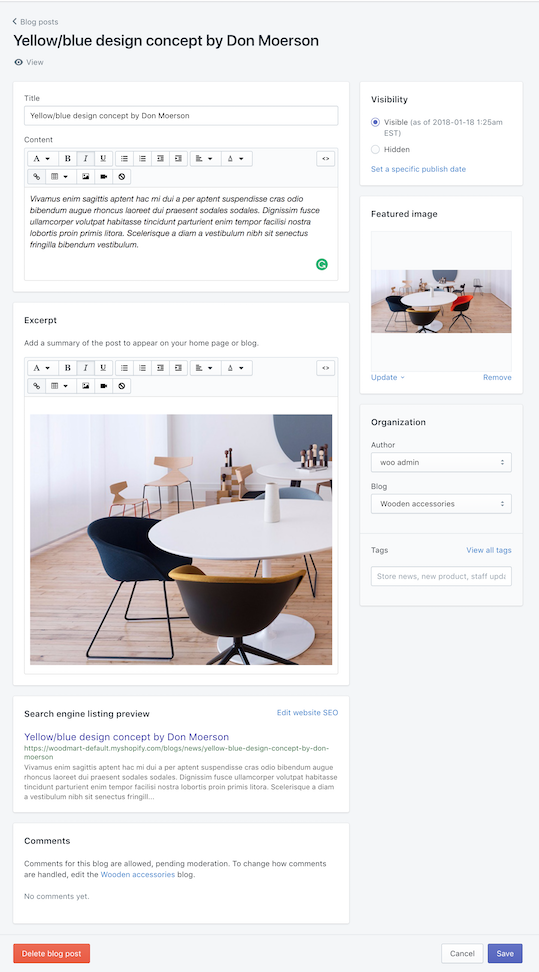 Blog posts
Yellow/blue design concept by Don Moerson
View
Title
Yellow/blue design concept by Don Moerson
Content
A B I U A <>
Vivamus enim sagittis aptent hac mi dui a per aptent suspendisse cras odio
bibendum augue rhoncus laoreet dui praesent sodales sodales. Dignissim fusce
ullamcorper volutpat habitasse tincidunt parturient enim tempor facilisi nostra
lobortis proin primis litora. Scelerisque a diam a vestibulum nibh sit senectus
fringilla bibendum vestibulum.
Excerpt
Add a summary of the post to appear on your home page or blog.
A B I U A <>
Search engine listing preview
Edit website SEO
Yellow/blue design concept by Don Moerson
https://woodmart-default.myshopify.com/blogs/news/yellow-blue-design-concept-by-don-
moerson
Vivamus enim sagittis aptent hac mi dui a per aptent suspendisse cras odio bibendum augue
rhoncus laoreet dui praesent sodales sodales. Dignissim fusce ullamcorper volutpat habitasse
tincidunt parturient enim tempor facilisi nostra lobortis proin primis litora. Scelerisque a diam
a vestibulum nibh sit senectus fringill...
Comments
Comments for this blog are allowed, pending moderation. To change how comments
are handled, edit the Wooden accessories blog.
No comments yet.
Visibility
Visible (as of 2018-01-18 1:25am
EST)
Hidden
Set a specific publish date
Featured image
Update
Remove
Organization
Author
woo admin
Blog
Wooden accessories
Tags
View all tags
Store news, new product, staff upda
Delete blog post
Cancel
Save